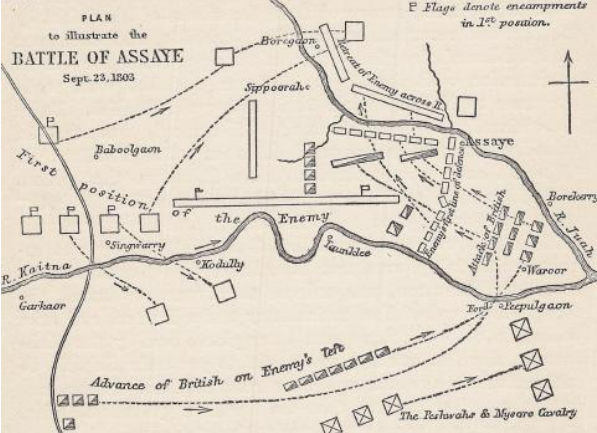 PLAN
to illustrate the
BATTLE OF ASSAYE
Sept. 23, 1803
Flags denote encampments
in 1st position.
Boregaon
Retreat of Enemy across R.
Sippoorah
Assaye
Baboolgaon
First position of the Enemy
Enemy's first line of defence
Attack of British
Borekerry
R. Juah
Singwarry
Kodully
Taunklee
Waroor
R. Kaitna
Garkaor
Ford
Peepulgaon
Advance of British on Enemy's left
The Peshwahs & Mysore Cavalry